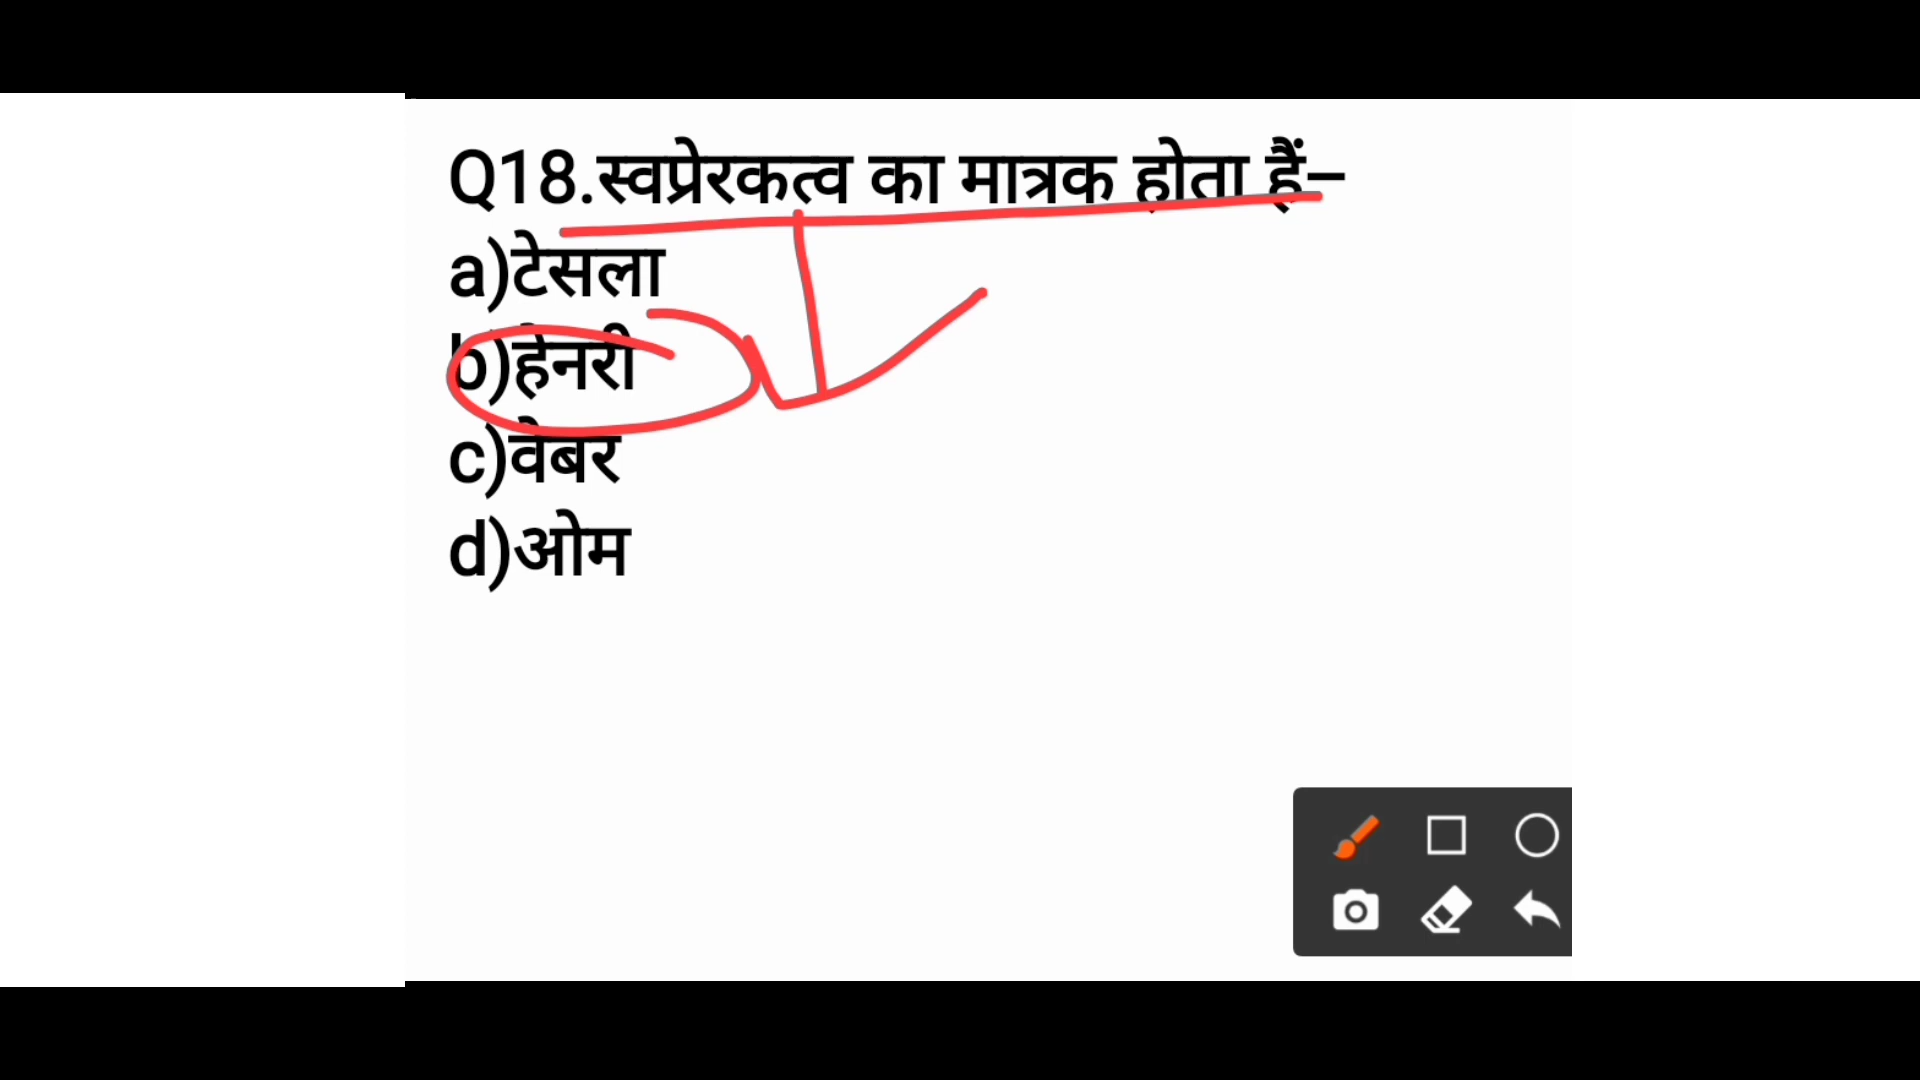 Q18.स्वप्रेरकत्व का मात्रक होता हैं–
a)टेसला
b)हेनरी
c)वेबर
d)ओम